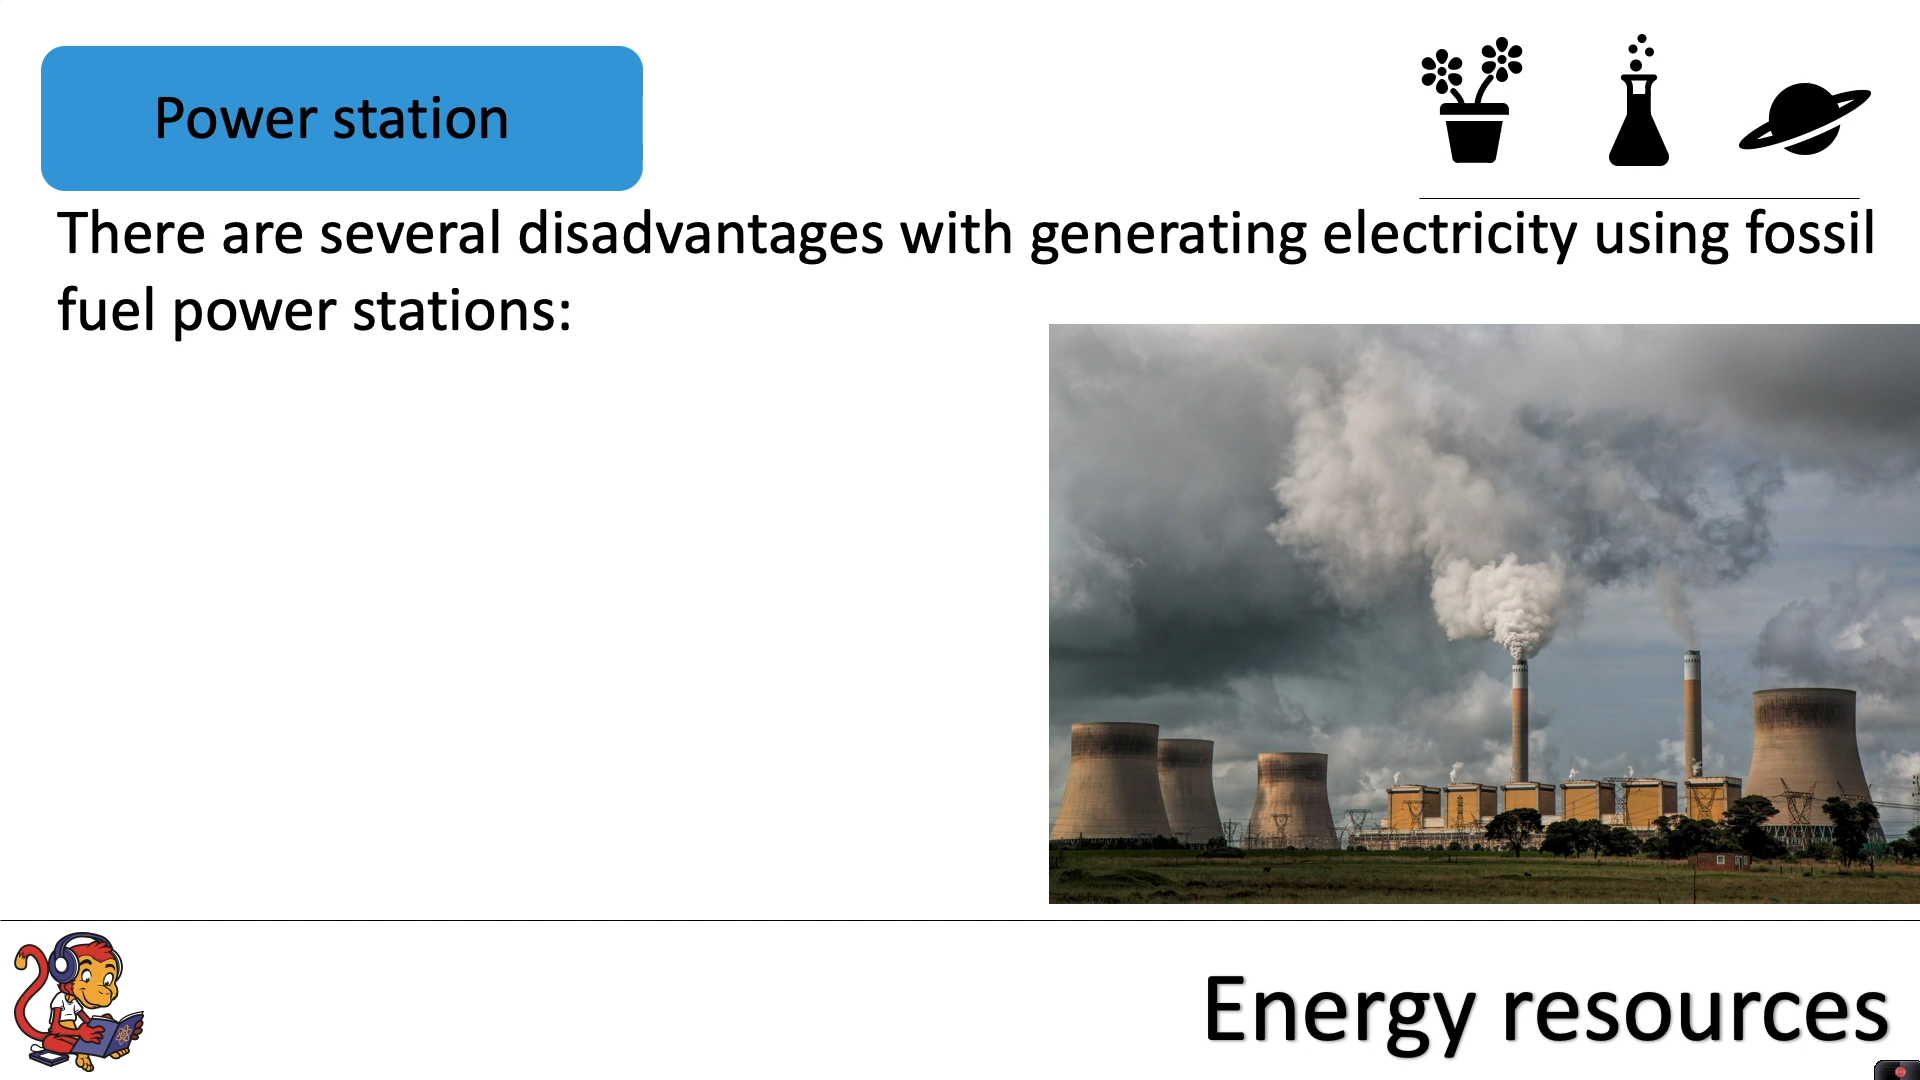 Power station
There are several disadvantages with generating electricity using fossil
fuel power stations:
Energy resources